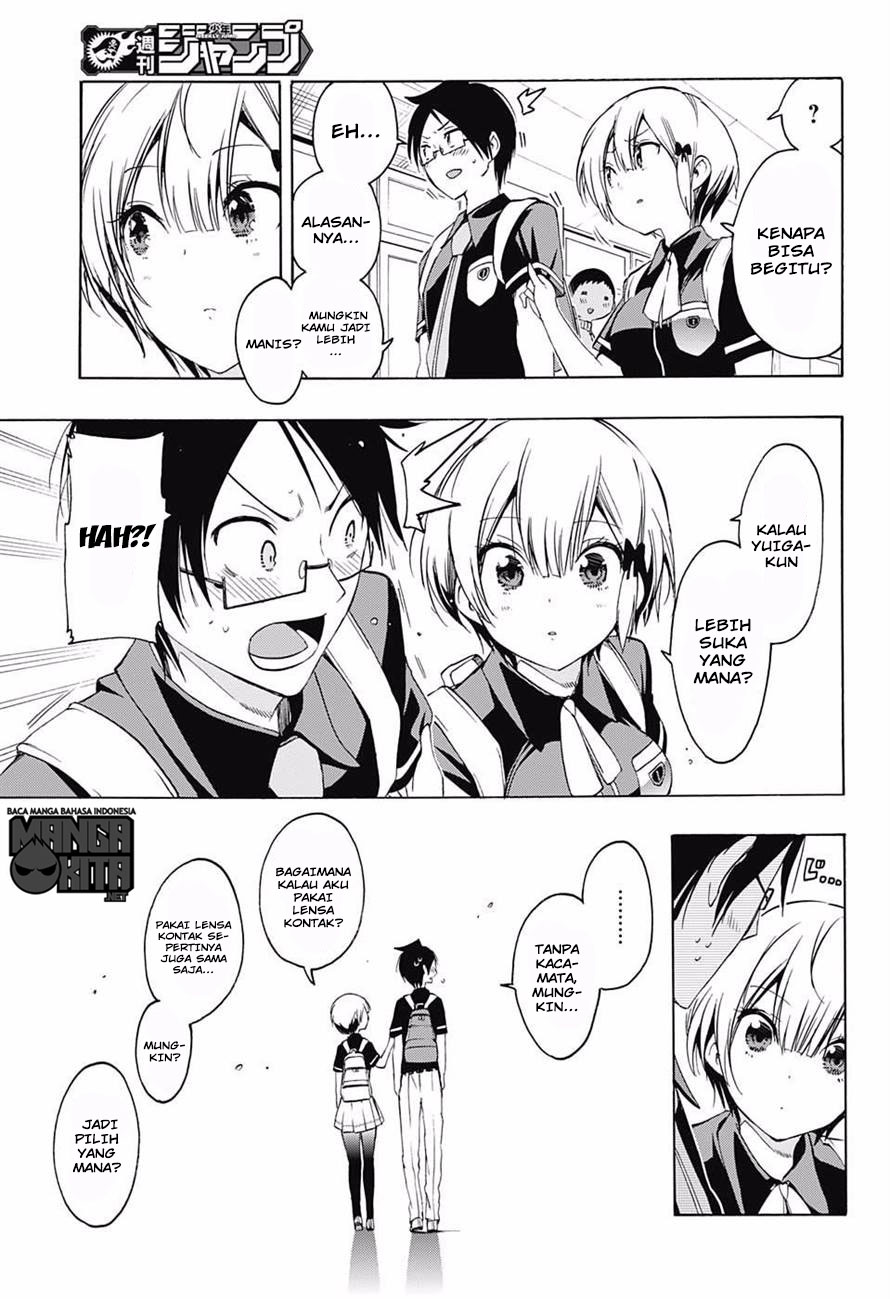 週刊
少年
ジャンプ
?
KENAPA
BISA
BEGITU?
EH...
ALASAN-
NYA...
MUNGKIN
KAMU JADI
LEBIH
...
MANIS?
KALAU
YUIGA-
KUN
LEBIH
SUKA
YANG
MANA?
HAH?!
じ...
.........
TANPA
KACA-
MATA,
MUNG-
KIN...
BAGAIMANA
KALAU AKU
PAKAI
LENSA
KONTAK?
PAKAI LENSA
KONTAK SE-
PERTINYA
JUGA SAMA
SAJA...
MUNG-
KIN?
JADI
PILIH
YANG
MANA?
BACA MANGA BAHASA INDONESIA
MANGA
KITA
.NET